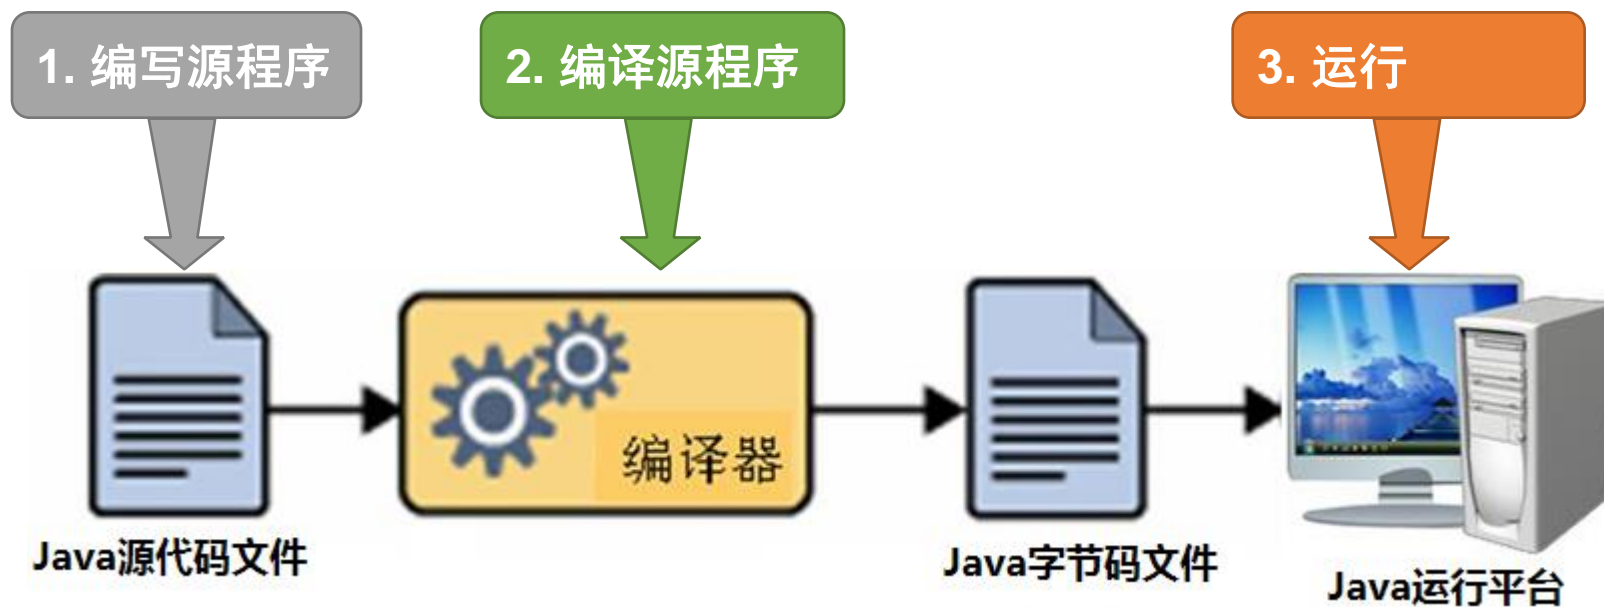 1. 编写源程序
2. 编译源程序
3. 运行
编译器
Java源代码文件
Java字节码文件
Java运行平台